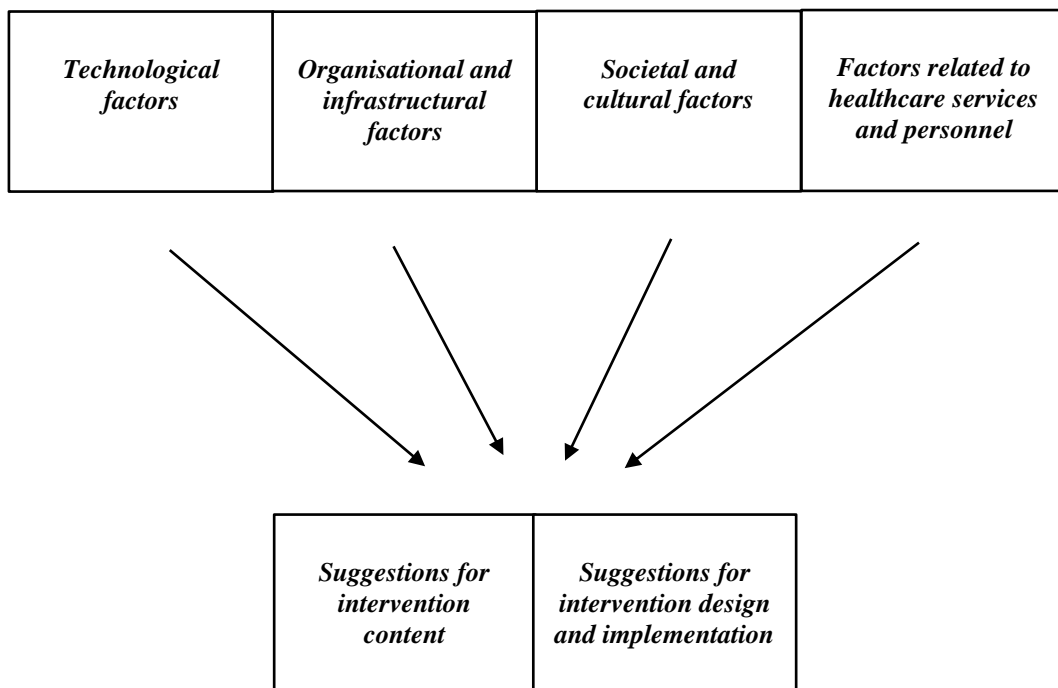 Technological
factors
Organisational and
infrastructural
factors
Societal and
cultural factors
Factors related to
healthcare services
and personnel
Suggestions for
intervention
content
Suggestions for
intervention design
and implementation